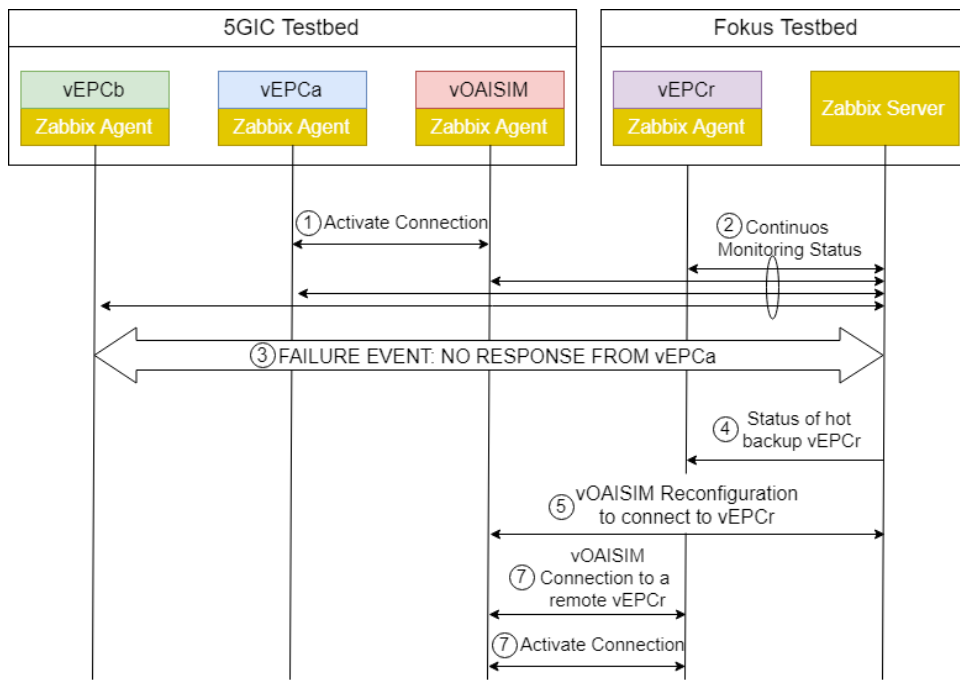 5GIC Testbed
Fokus Testbed
vEPCb
vEPCa
vOAISIM
vEPCr
Zabbix Server
Zabbix Agent
Zabbix Agent
Zabbix Agent
Zabbix Agent
1 Activate Connection
2 Continuos
Monitoring Status
3 FAILURE EVENT: NO RESPONSE FROM vEPCa
4 Status of hot
backup vEPCr
5 vOAISIM Reconfiguration
to connect to vEPCr
vOAISIM
7 Connection to a
remote vEPCr
7 Activate Connection